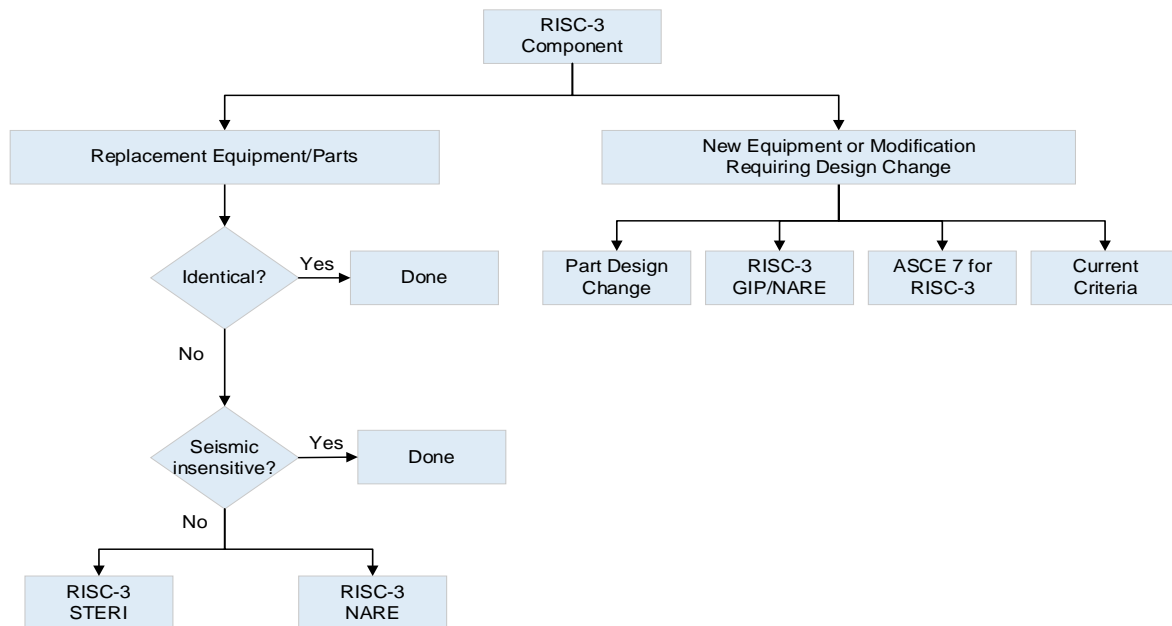 RISC-3
Component
Replacement Equipment/Parts
New Equipment or Modification
Requiring Design Change
Identical?
Yes
Done
Part Design
Change
RISC-3
GIP/NARE
ASCE 7 for
RISC-3
Current
Criteria
No
Seismic
insensitive?
Yes
Done
No
RISC-3
STERI
RISC-3
NARE